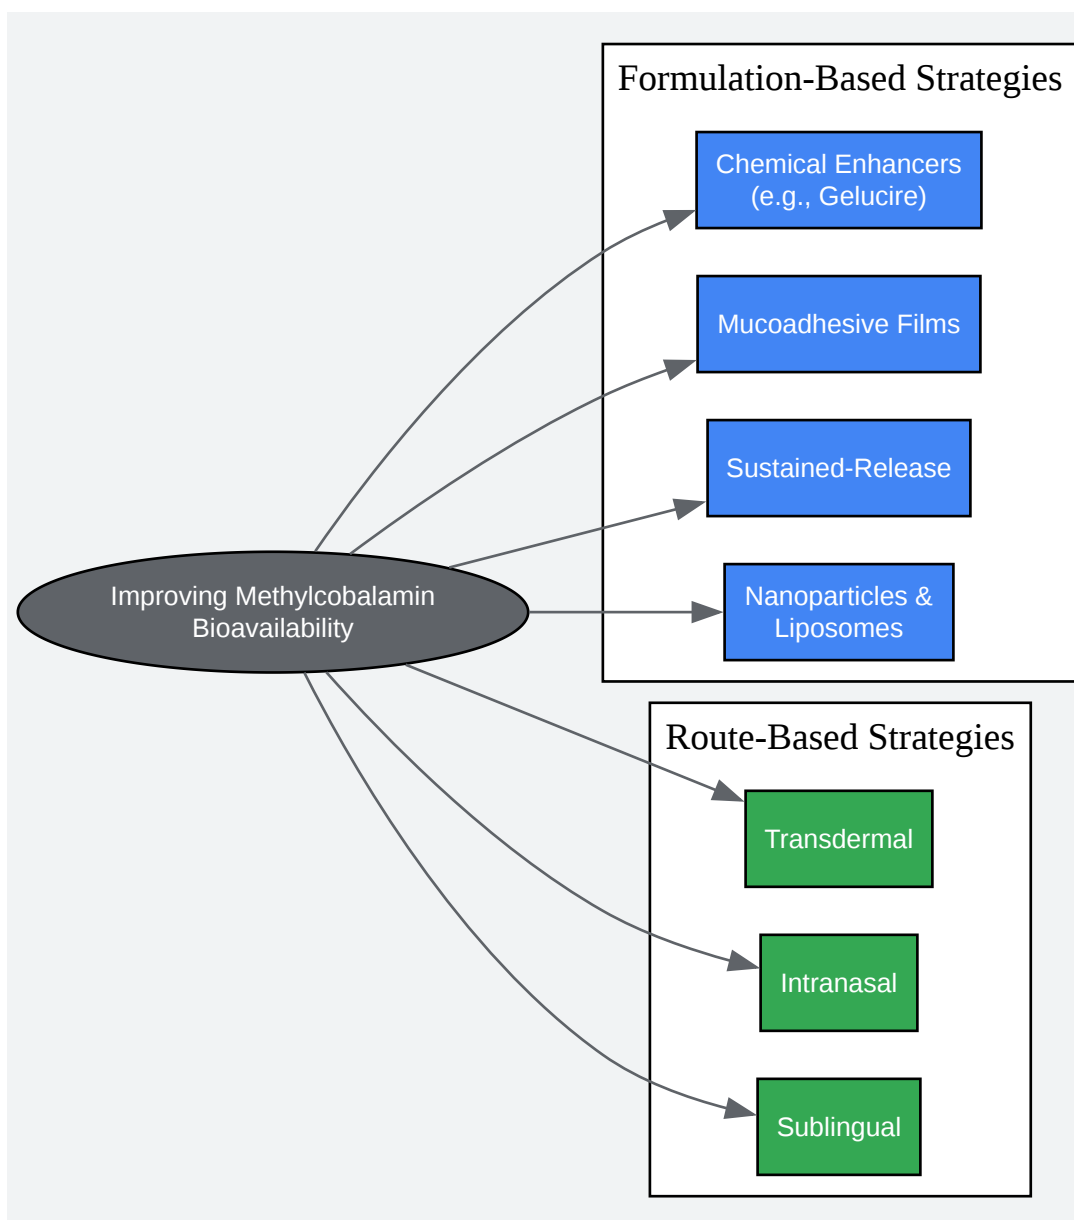 Formulation-Based Strategies
Chemical Enhancers
(e.g., Gelucire)
Mucoadhesive Films
Sustained-Release
Nanoparticles &
Liposomes
Improving Methylcobalamin
Bioavailability
Route-Based Strategies
Transdermal
Intranasal
Sublingual